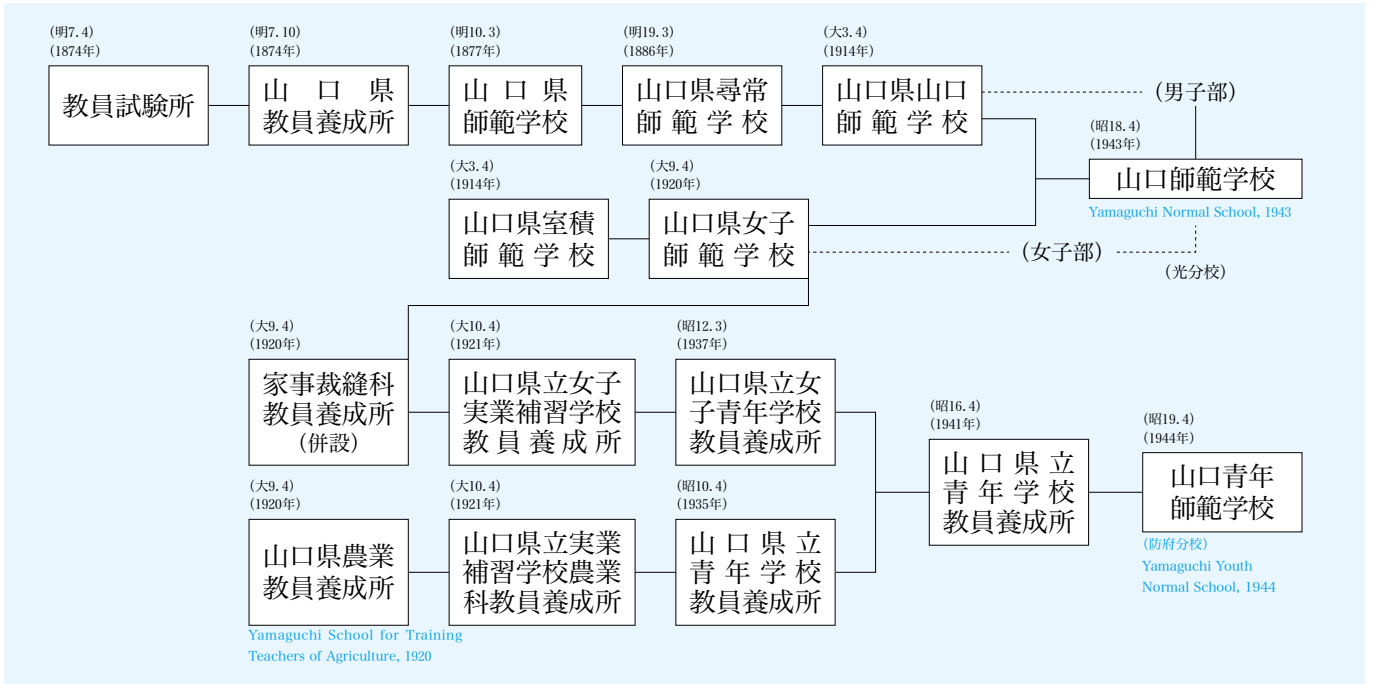 (明7.4)
(1874年)
教員試験所
(明7.10)
(1874年)
山口県
教員養成所
(明10.3)
(1877年)
山口県
師範学校
(明19.3)
(1886年)
山口県尋常
師範学校
(大3.4)
(1914年)
山口県山口
師範学校
(男子部)
(昭18.4)
(1943年)
山口師範学校
Yamaguchi Normal School, 1943
(大3.4)
(1914年)
山口県室積
師範学校
(大9.4)
(1920年)
山口県女子
師範学校
(女子部)
(光分校)
(大9.4)
(1920年)
家事裁縫科
教員養成所
(併設)
(大10.4)
(1921年)
山口県立女子
実業補習学校
教員養成所
(昭12.3)
(1937年)
山口県立女
子青年学校
教員養成所
(大9.4)
(1920年)
山口県農業
教員養成所
Yamaguchi School for Training
Teachers of Agriculture, 1920
(大10.4)
(1921年)
山口県立実業
補習学校農業
科教員養成所
(昭10.4)
(1935年)
山口県立
青年学校
教員養成所
(昭16.4)
(1941年)
山口県立
青年学校
教員養成所
(昭19.4)
(1944年)
山口青年
師範学校
(防府分校)
Yamaguchi Youth
Normal School, 1944